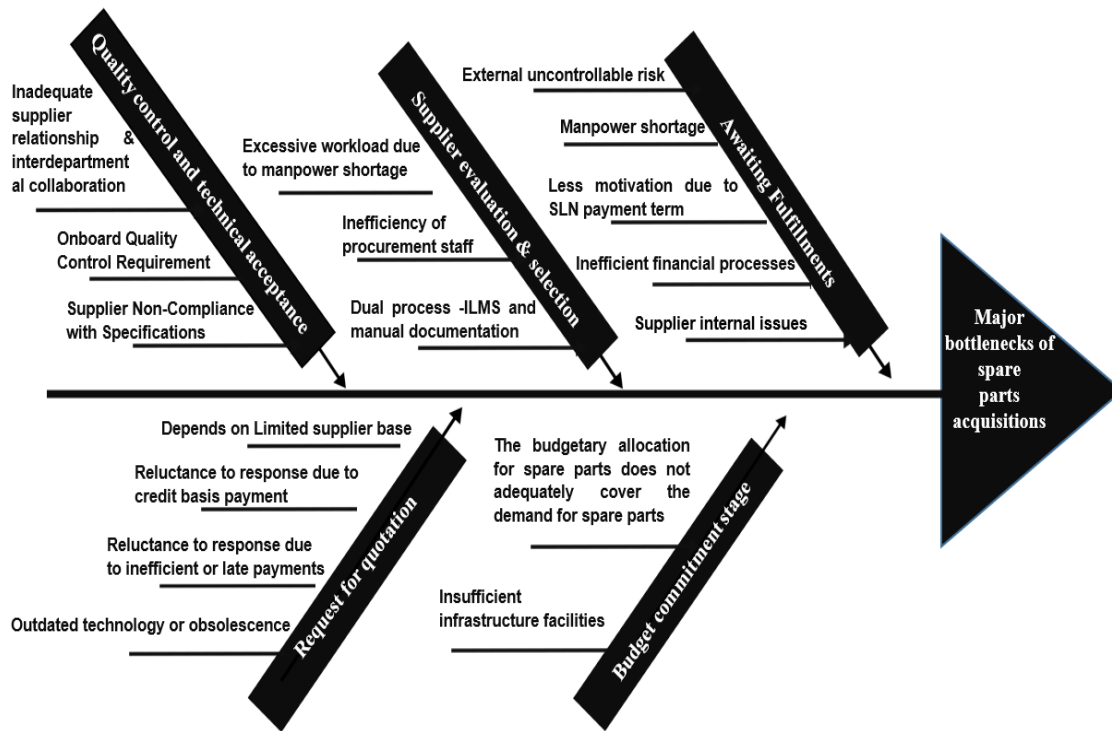 Quality control and technical acceptance
Inadequate
supplier
relationship &
interdepartment
al collaboration
Onboard Quality
Control Requirement
Supplier Non-Compliance
with Specifications
Supplier evaluation & selection
Excessive workload due
to manpower shortage
Inefficiency of
procurement staff
Dual process -ILMS and
manual documentation
Awaiting Fulfillments
External uncontrollable risk
Manpower shortage
Less motivation due to
SLN payment term
Inefficient financial processes
Supplier internal issues
Major
bottlenecks of
spare
parts
acquisitions
Request for quotation
Depends on Limited supplier base
Reluctance to response due to
credit basis payment
Reluctance to response due
to inefficient or late payments
Outdated technology or obsolescence
Budget commitment stage
The budgetary allocation
for spare parts does not
adequately cover the
demand for spare parts
Insufficient
infrastructure facilities